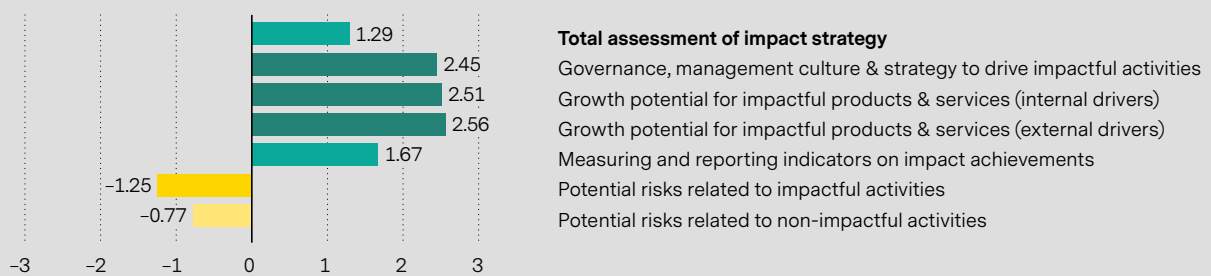 1.29 Total assessment of impact strategy
2.45 Governance, management culture & strategy to drive impactful activities
2.51 Growth potential for impactful products & services (internal drivers)
2.56 Growth potential for impactful products & services (external drivers)
1.67 Measuring and reporting indicators on impact achievements
–1.25 Potential risks related to impactful activities
–0.77 Potential risks related to non-impactful activities
–3 –2 –1 0 1 2 3